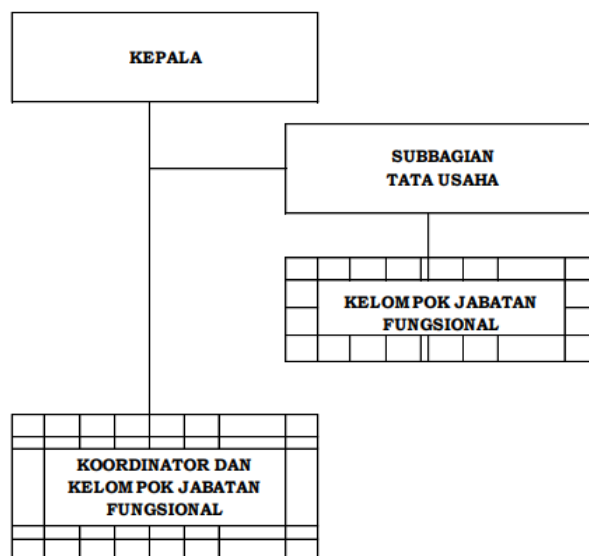 KEPALA
SUBBAGIAN
TATA USAHA
KELOMPOK JABATAN
FUNGSIONAL
KOORDINATOR DAN
KELOMPOK JABATAN
FUNGSIONAL